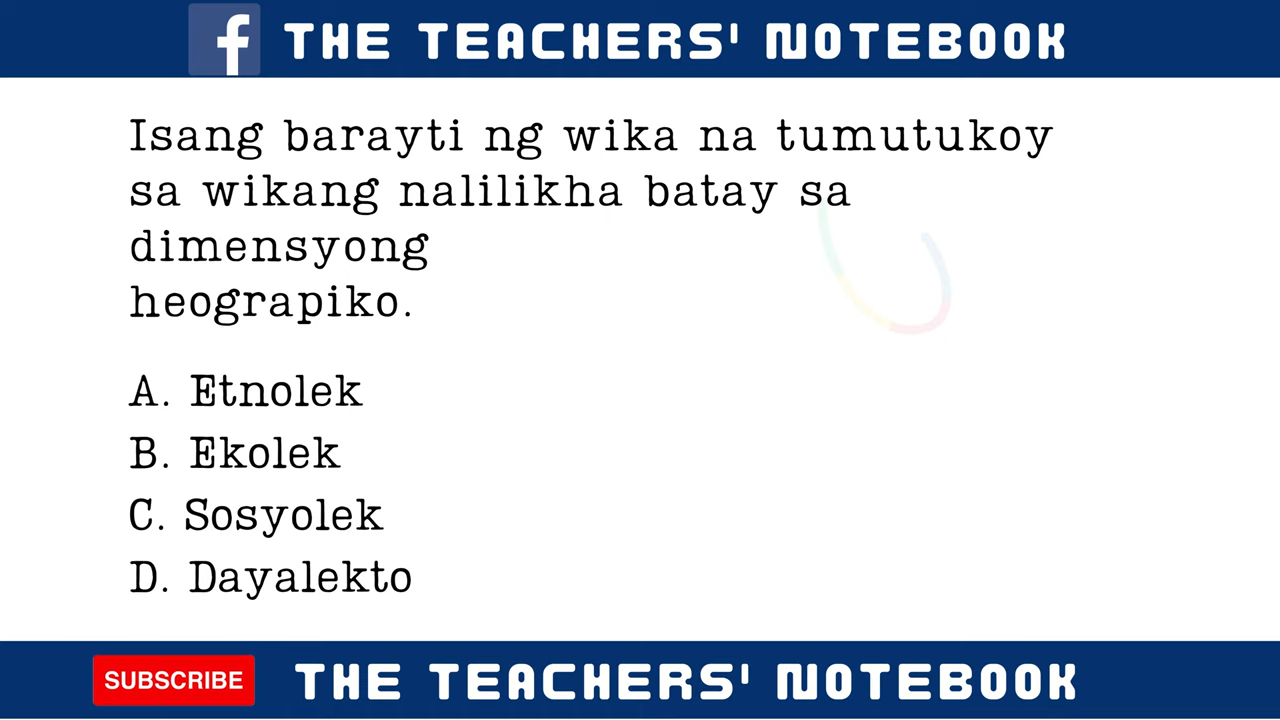 f THE TEACHERS' NOTEBOOK
Isang barayti ng wika na tumutukoy
sa wikang nalilikha batay sa
dimensyong
heograpiko.
A. Etnolek
B. Ekolek
C. Sosyolek
D. Dayalekto
SUBSCRIBE THE TEACHERS' NOTEBOOK